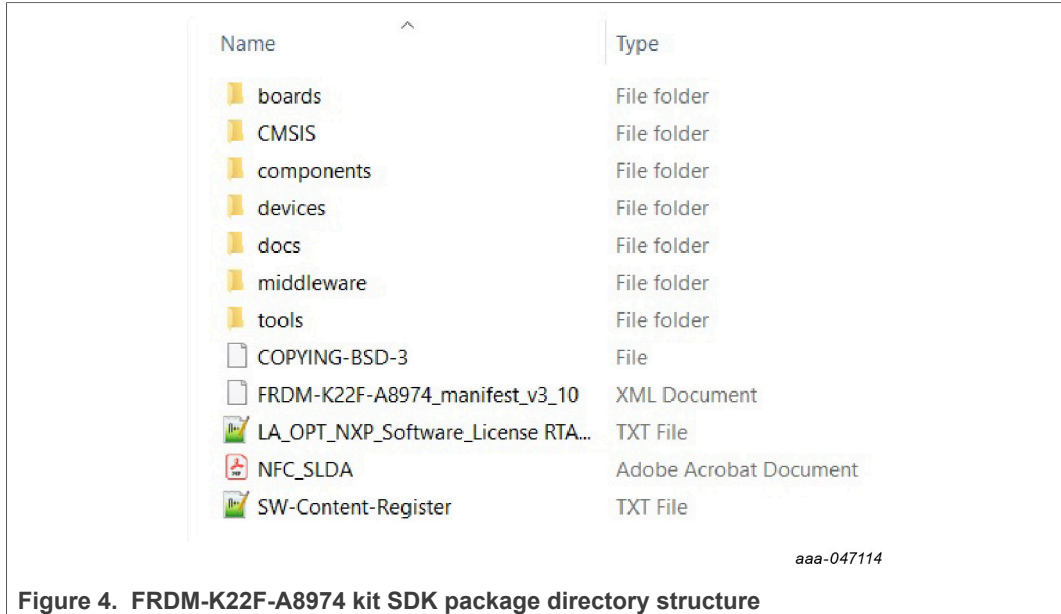 Name Type
boards File folder
CMSIS File folder
components File folder
devices File folder
docs File folder
middleware File folder
tools File folder
COPYING-BSD-3 File
FRDM-K22F-A8974_manifest_v3_10 XML Document
LA_OPT_NXP_Software_License RTA... TXT File
NFC_SLDA Adobe Acrobat Document
SW-Content-Register TXT File
aaa-047114
Figure 4. FRDM-K22F-A8974 kit SDK package directory structure